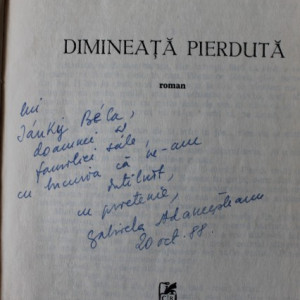 DIMINEAȚĂ PIERDUTĂ
roman
lui
Jánky Béla,
doamnei și
familiei sale
cu bucuria că ne-am
întîlnit,
cu prietenie,
Gabriela Adameșteanu
20 oct. 88